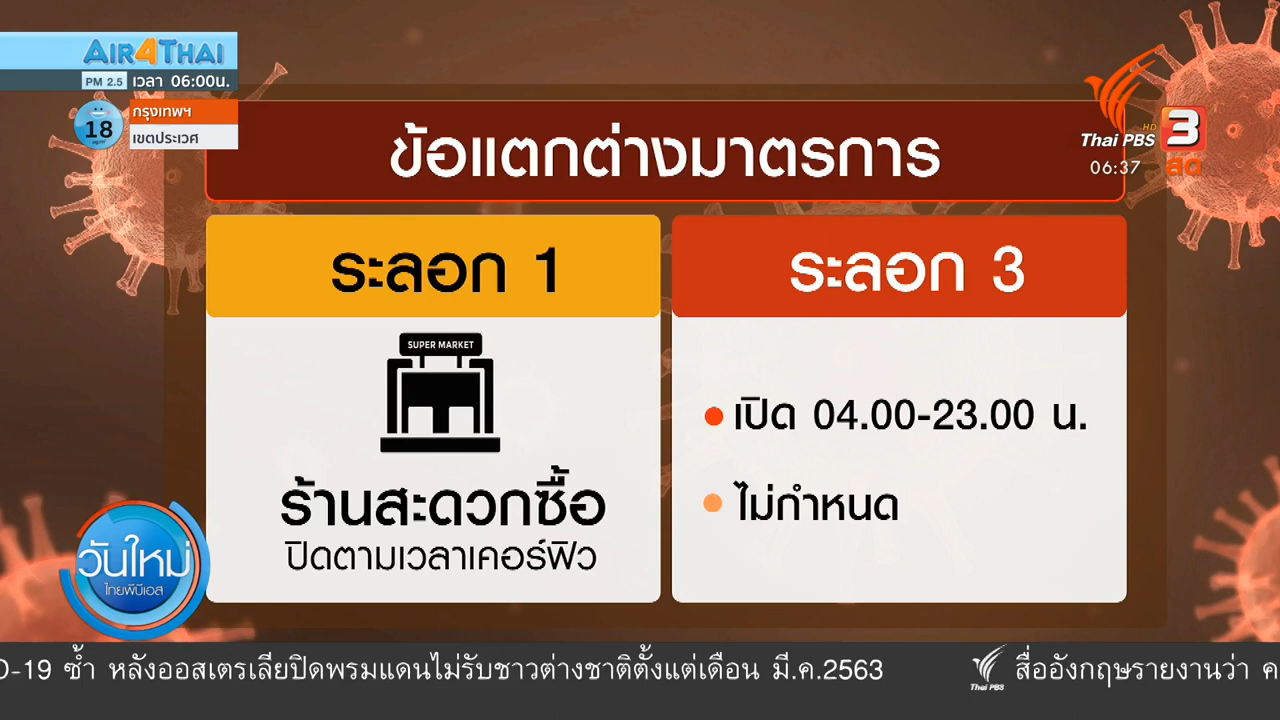 AIR4THAI
PM 2.5 เวลา 06:00น.
18
กรุงเทพฯ
เขตประเวศ
ข้อแตกต่างมาตรการ
Thai PBS HD 3
06:37 สด
ระลอก 1
ระลอก 3
SUPER MARKET
ร้านสะดวกซื้อ
ปิดตามเวลาเคอร์ฟิว
เปิด 04.00-23.00 น.
ไม่กำหนด
วันใหม่
ไทยพีบีเอส
-19 ซ้ำ หลังออสเตรเลียปิดพรมแดนไม่รับชาวต่างชาติตั้งแต่เดือน มี.ค.2563 Thai PBS สื่ออังกฤษรายงานว่า ค